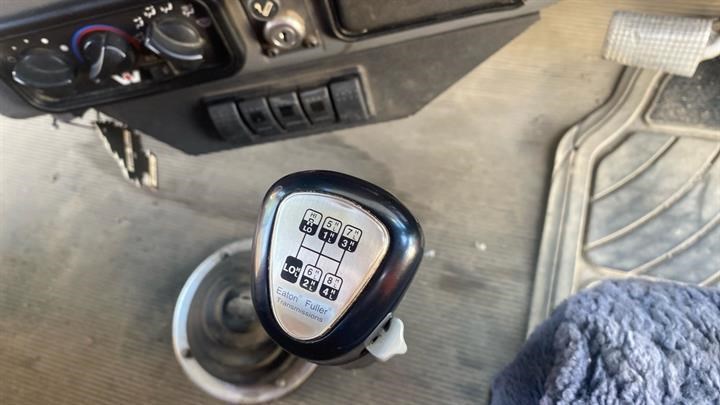 HI 5 H/L 7 H/L
R
LO 1 H/L 3 H/L
LO H/L 6 H/L 8 H/L
2 H/L 4 H/L
Eaton® Fuller®
Transmissions